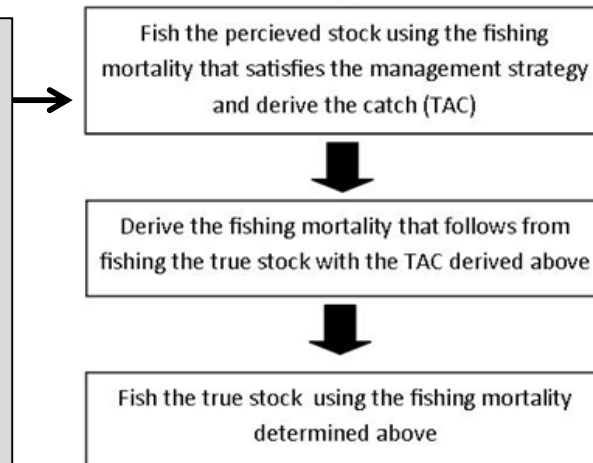 Fish the percieved stock using the fishing
mortality that satisfies the management strategy
and derive the catch (TAC)
Derive the fishing mortality that follows from
fishing the true stock with the TAC derived above
Fish the true stock using the fishing mortality
determined above